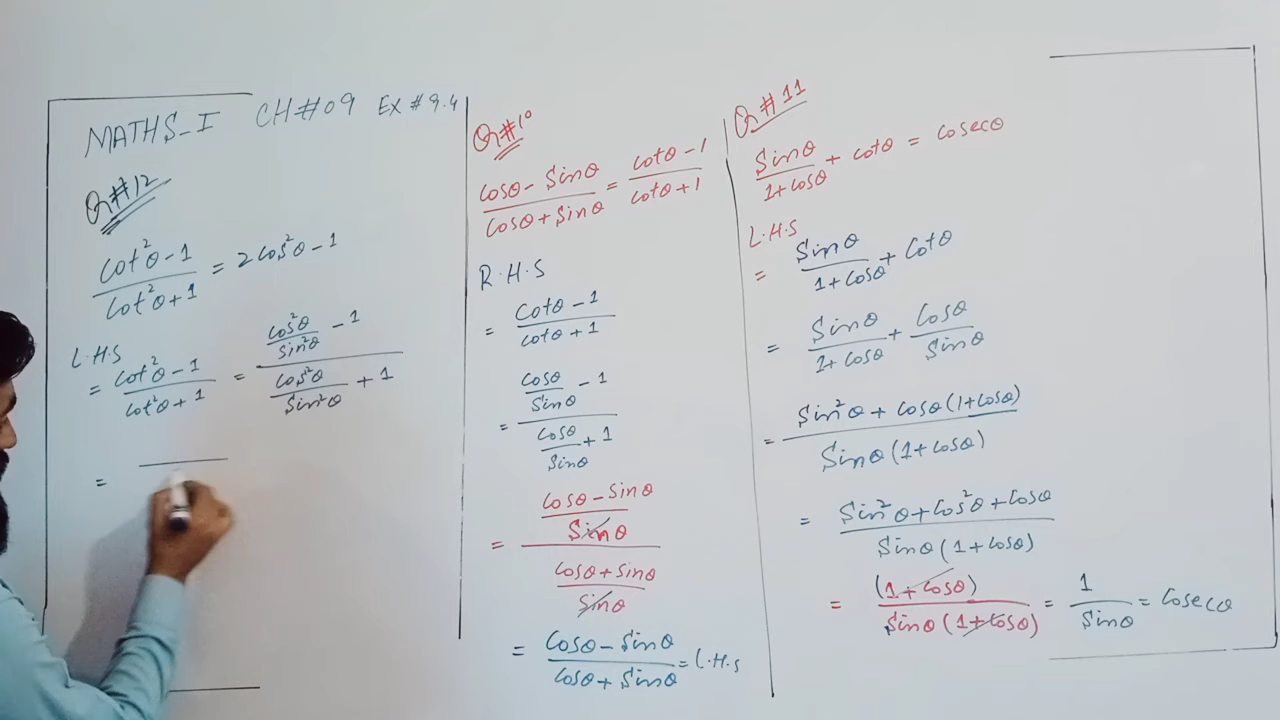 MATHS-I CH#09 Ex #9.4
Q#12
(cot²θ-1)/(cot²θ+1) = 2cos²θ-1
L.H.S
= (cot²θ-1)/(cot²θ+1) = (cos²θ/sin²θ - 1)/(cos²θ/sin²θ + 1)
=
Q#10
(cosθ - sinθ)/(cosθ + sinθ) = (cotθ-1)/(cotθ+1)
R.H.S
= (cotθ-1)/(cotθ+1)
= (cosθ/sinθ - 1)/(cosθ/sinθ + 1)
= ((cosθ - sinθ)/sinθ)/((cosθ + sinθ)/sinθ)
= (cosθ - sinθ)/(cosθ + sinθ) = L.H.S
Q#11
sinθ/(1+cosθ) + cotθ = cosecθ
L.H.S
= sinθ/(1+cosθ) + cotθ
= sinθ/(1+cosθ) + cosθ/sinθ
= (sin²θ + cosθ(1+cosθ))/(sinθ(1+cosθ))
= (sin²θ + cos²θ + cosθ)/(sinθ(1+cosθ))
= (1+cosθ)/(sinθ(1+cosθ)) = 1/sinθ = cosecθ